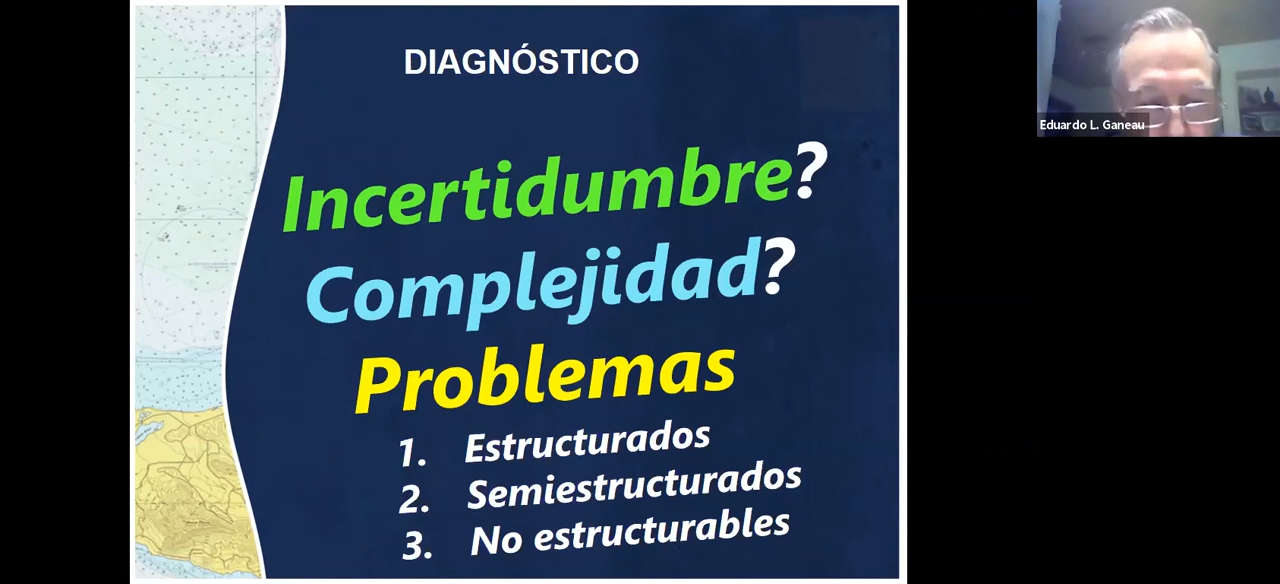 DIAGNÓSTICO
Incertidumbre?
Complejidad?
Problemas
1. Estructurados
2. Semiestructurados
3. No estructurables
Eduardo L. Ganeau